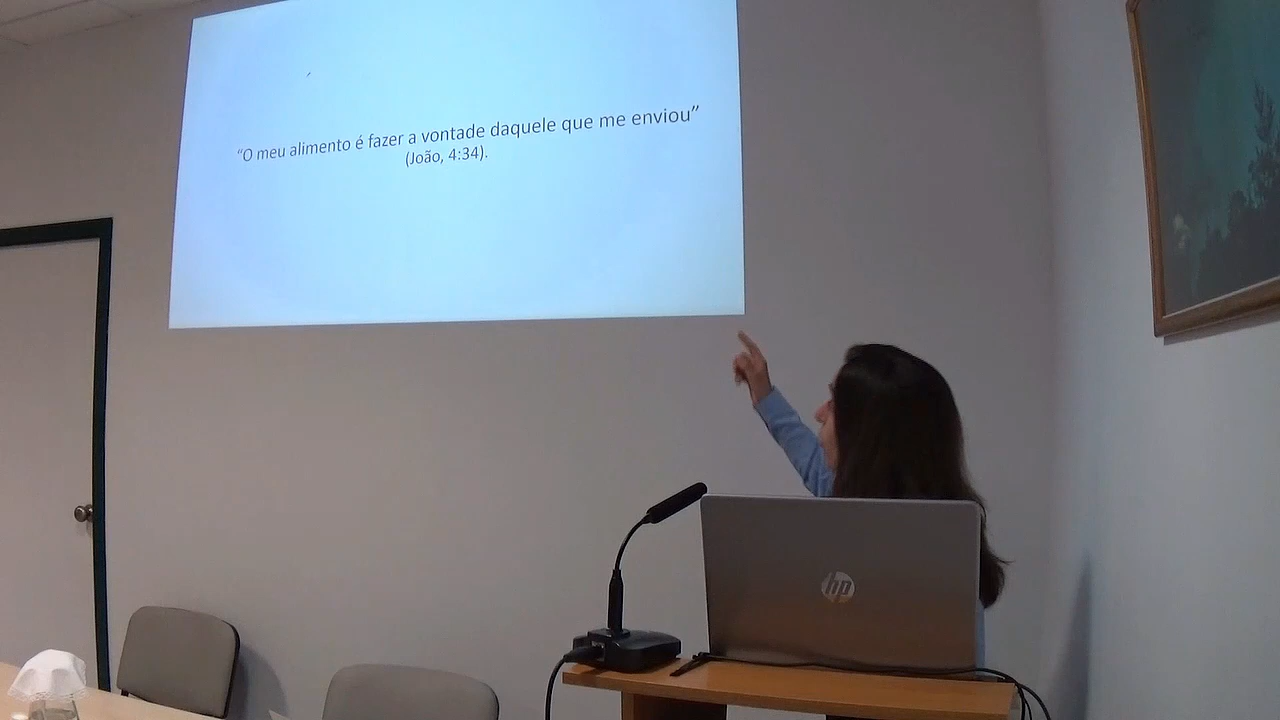 “O meu alimento é fazer a vontade daquele que me enviou”
(João, 4:34).
hp